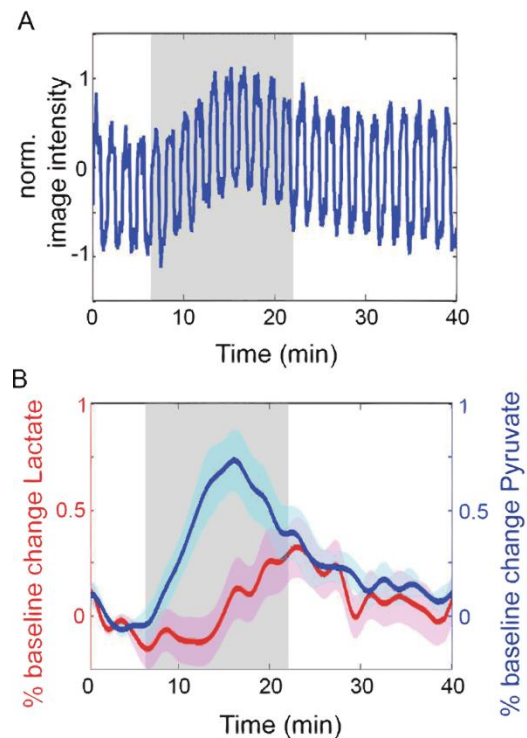 A
norm.
image intensity
1
0
-1
0
10
20
30
40
Time (min)
B
% baseline change Lactate
1
0.5
0
% baseline change Pyruvate
1
0.5
0
0
10
20
30
40
Time (min)